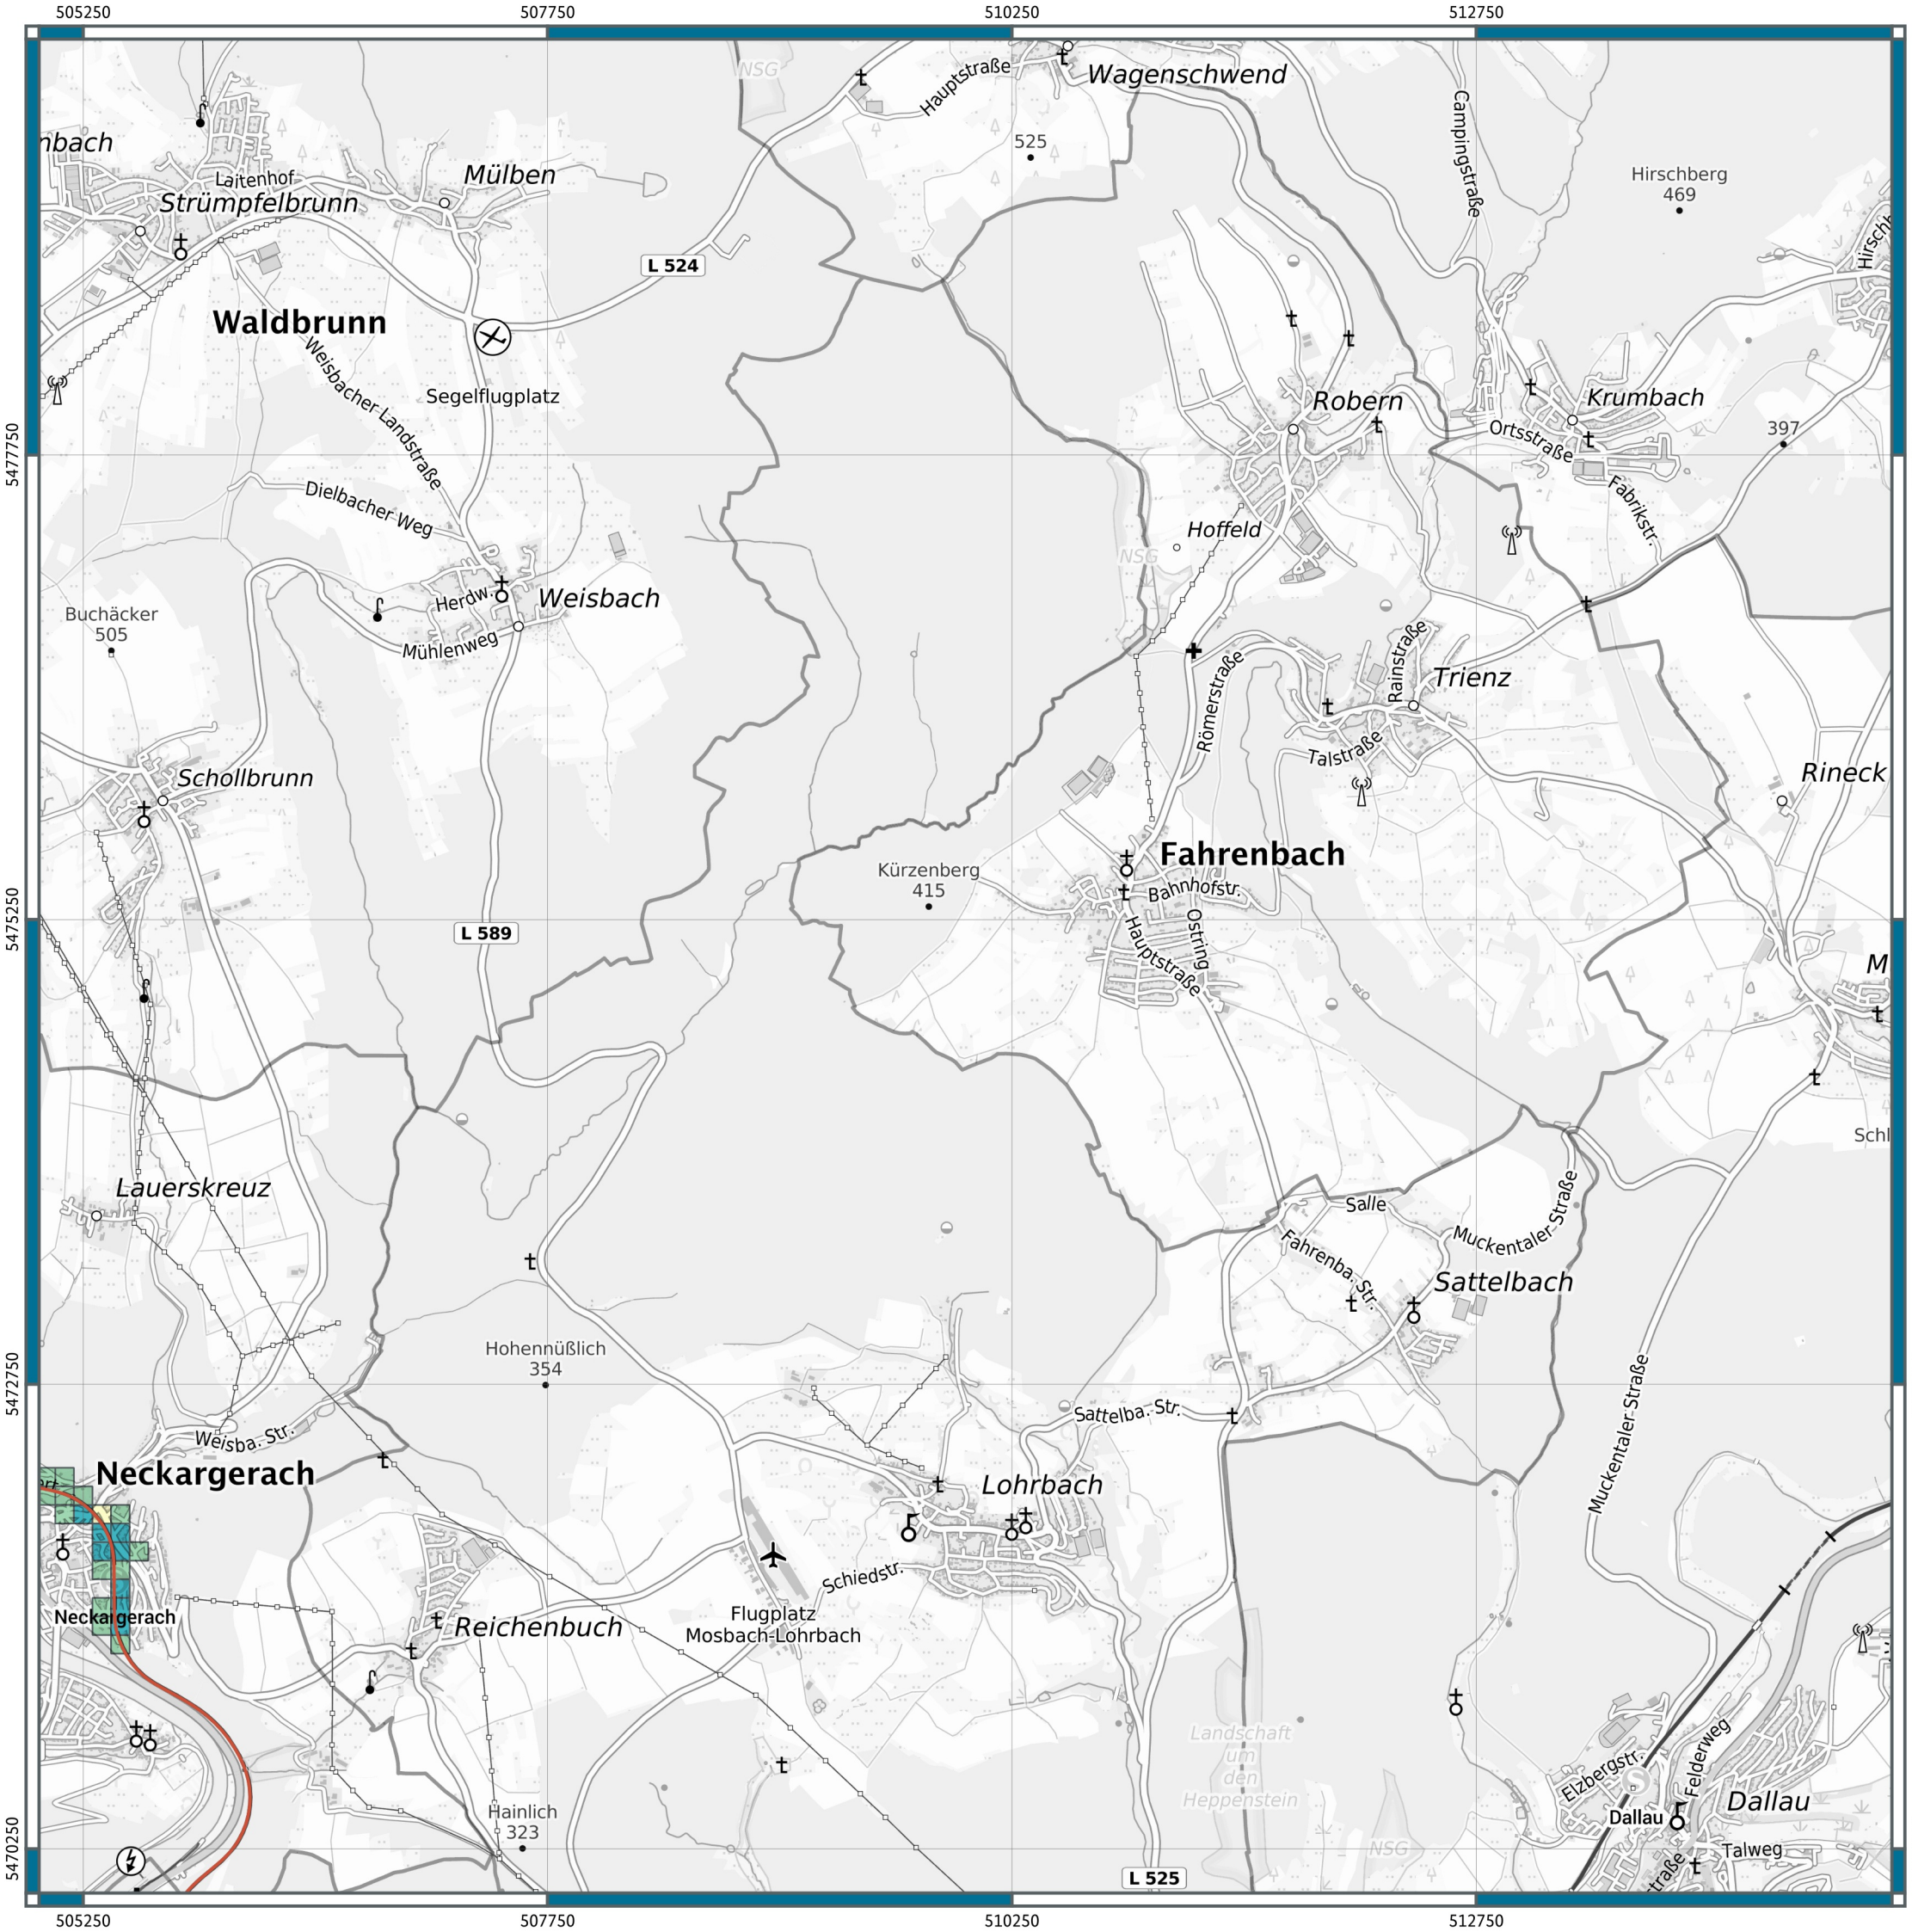 505250
507750
510250
512750
NSG
Hauptstraße
Wagenschwend
Campingstraße
nbach
525
Hirschberg
469
Laitenhof
Mülben
Strümpfelbrunn
Hirsch
L 524
Waldbrunn
Weisbacher Landstraße
Segelflugplatz
Robern
Krumbach
Ortsstraße
397
5477750
Dielbacher Weg
Fabrikstr.
Hoffeld
NSG
Herdw.
Weisbach
Buchäcker
505
Mühlenweg
Römerstraße
Rainstraße
Trienz
Talstraße
Schollbrunn
Rineck
Fahrenbach
Kürzenberg
415
Bahnhofstr.
5475250
L 589
Hauptstraße
Ostring
M
Schl
Lauerskreuz
Salle
Muckentaler Straße
Fahrenba. Str.
Sattelbach
Hohennüßlich
354
5472750
Muckentaler Straße
Sattelba. Str.
Weisba. Str.
Neckargerach
Lohrbach
Schiedstr.
Neckargerach
Reichenbuch
Flugplatz
Mosbach-Lohrbach
Landschaft
um
den
Heppenstein
Elzbergstr.
Felderweg
S
Dallau
Dallau
Hainlich
323
5470250
NSG
Talweg
straße
L 525
505250
507750
510250
512750